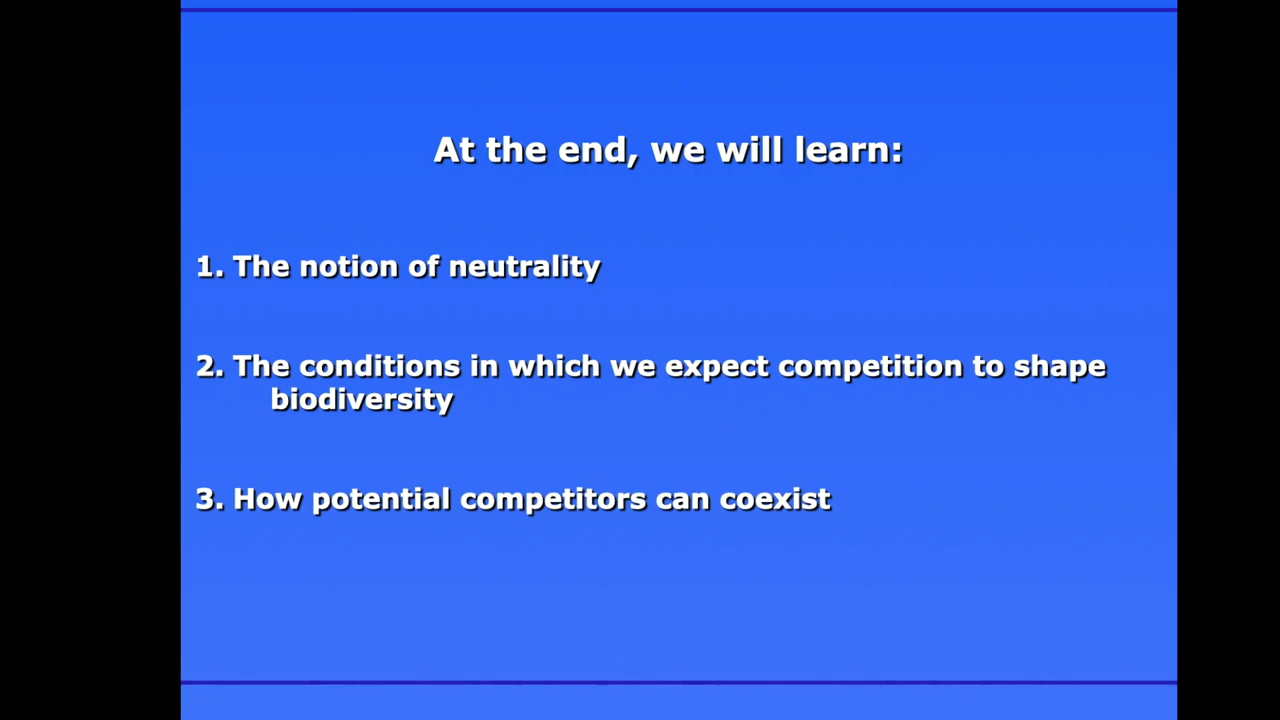 At the end, we will learn:
1. The notion of neutrality
2. The conditions in which we expect competition to shape
biodiversity
3. How potential competitors can coexist